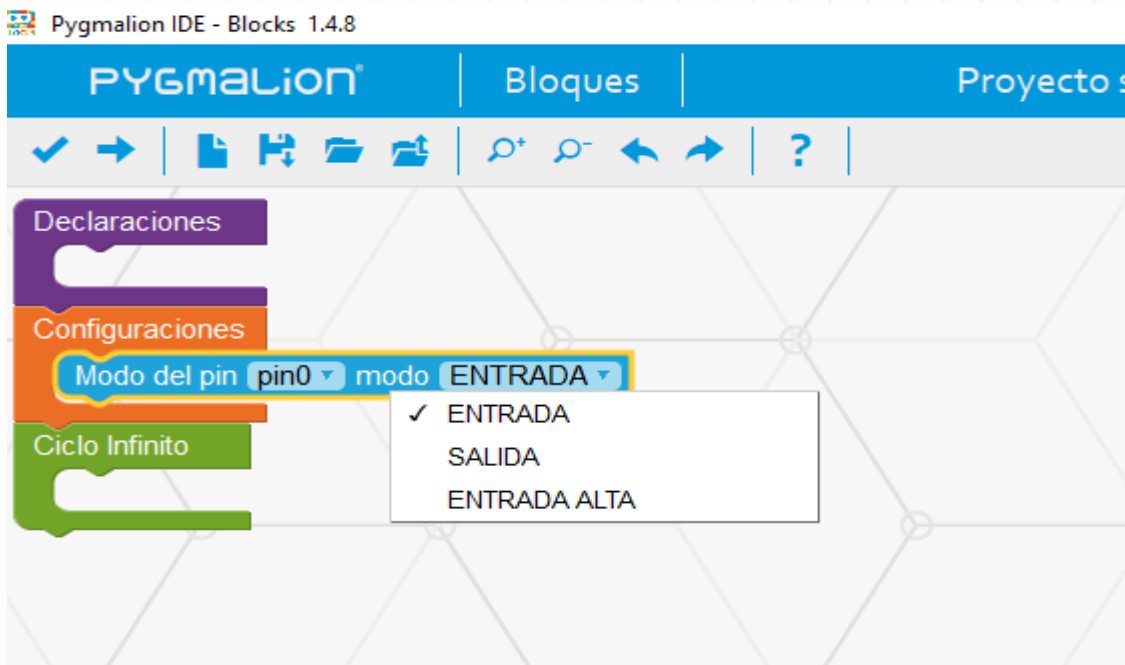 Pygmalion IDE - Blocks 1.4.8
PYGMALION Bloques Proyecto s
?
Declaraciones
Configuraciones
Modo del pin pin0 modo ENTRADA
✓ ENTRADA
SALIDA
ENTRADA ALTA
Ciclo Infinito